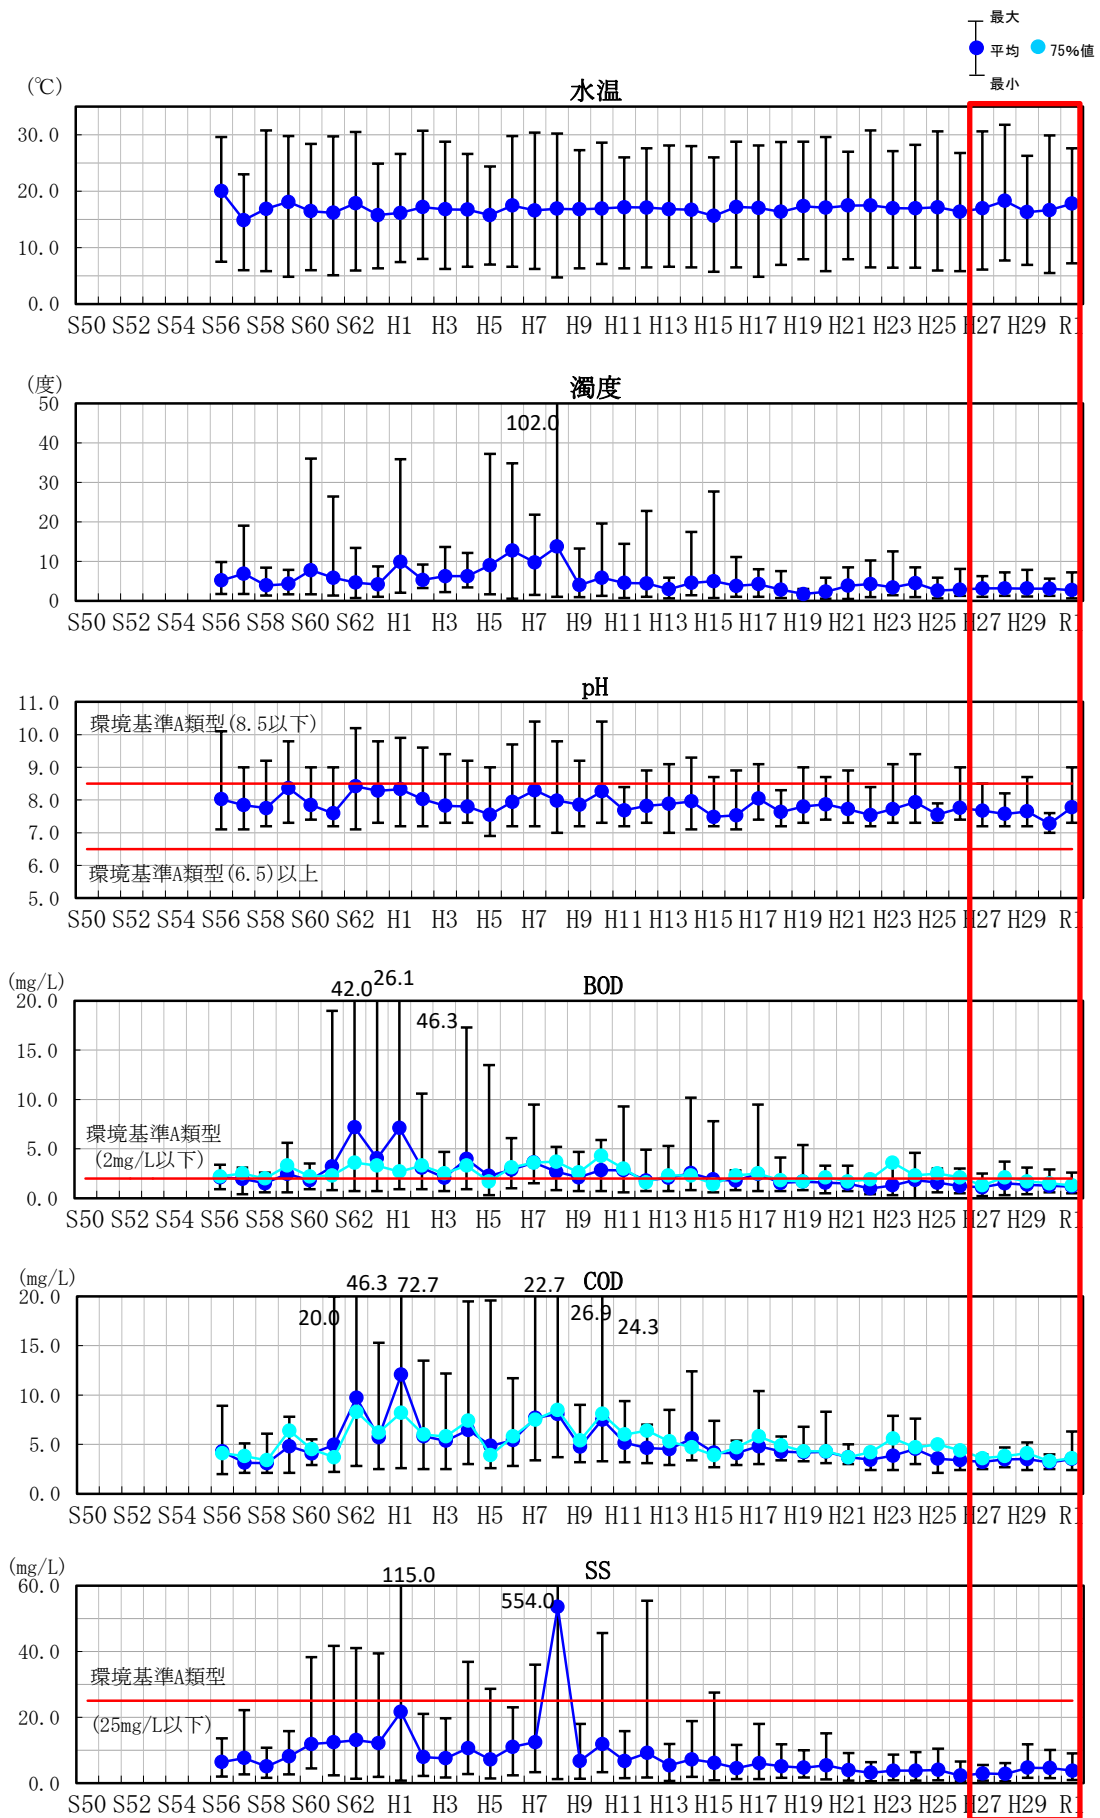 最大
平均 75%値
最小
(℃) 水温
30.0
20.0
10.0
0.0
S50 S52 S54 S56 S58 S60 S62 H1 H3 H5 H7 H9 H11 H13 H15 H17 H19 H21 H23 H25 H27 H29 R1
(度) 濁度
50
102.0
40
30
20
10
0
S50 S52 S54 S56 S58 S60 S62 H1 H3 H5 H7 H9 H11 H13 H15 H17 H19 H21 H23 H25 H27 H29 R1
pH
11.0
環境基準A類型(8.5以下)
10.0
9.0
8.0
7.0
6.0
環境基準A類型(6.5)以上
5.0
S50 S52 S54 S56 S58 S60 S62 H1 H3 H5 H7 H9 H11 H13 H15 H17 H19 H21 H23 H25 H27 H29 R1
(mg/L) 42.0 26.1 BOD
20.0
46.3
15.0
10.0
環境基準A類型
5.0
(2mg/L以下)
0.0
S50 S52 S54 S56 S58 S60 S62 H1 H3 H5 H7 H9 H11 H13 H15 H17 H19 H21 H23 H25 H27 H29 R1
(mg/L) 46.3 72.7 22.7 COD
20.0
20.0 26.9 24.3
15.0
10.0
5.0
0.0
S50 S52 S54 S56 S58 S60 S62 H1 H3 H5 H7 H9 H11 H13 H15 H17 H19 H21 H23 H25 H27 H29 R1
(mg/L) 115.0 SS
60.0
554.0
40.0
環境基準A類型
20.0
(25mg/L以下)
0.0
S50 S52 S54 S56 S58 S60 S62 H1 H3 H5 H7 H9 H11 H13 H15 H17 H19 H21 H23 H25 H27 H29 R1